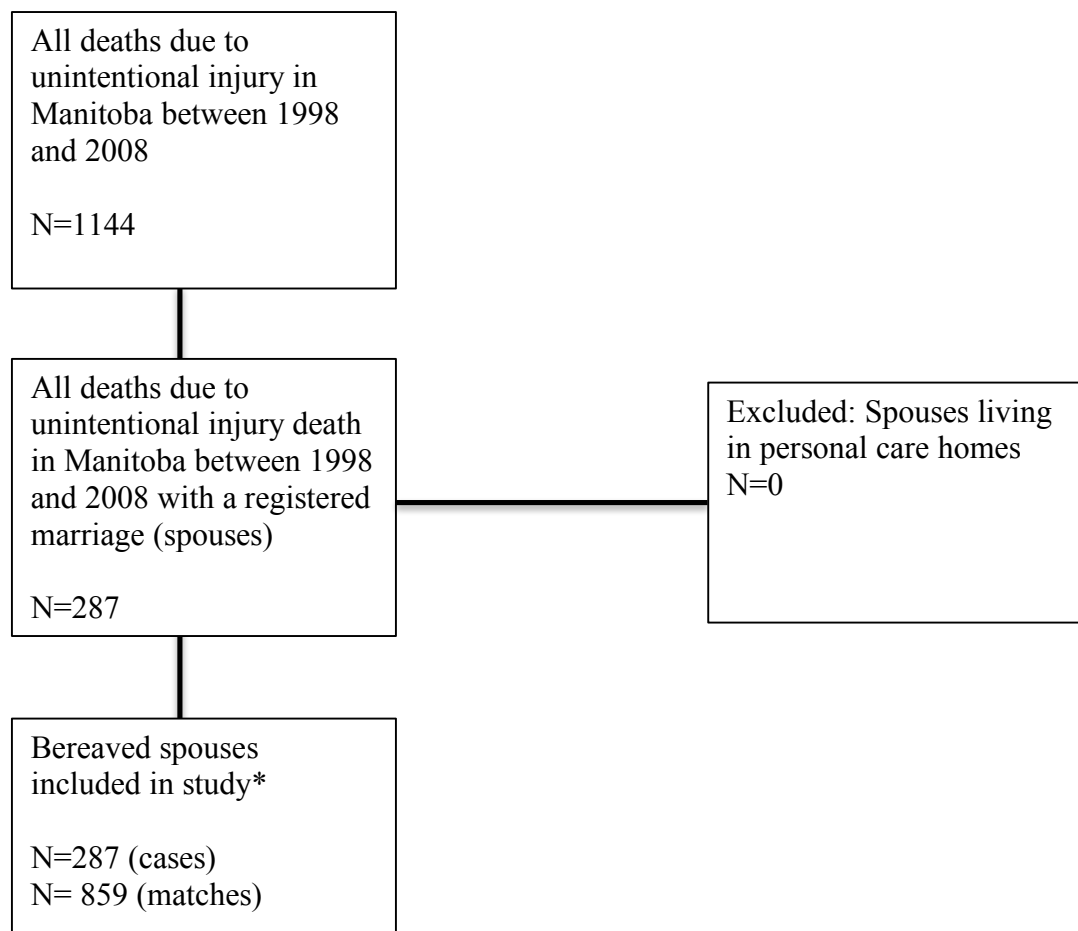 All deaths due to
unintentional injury in
Manitoba between 1998
and 2008
N=1144
All deaths due to
unintentional injury death
in Manitoba between 1998
and 2008 with a registered
marriage (spouses)
N=287
Excluded: Spouses living
in personal care homes
N=0
Bereaved spouses
included in study*
N=287 (cases)
N= 859 (matches)